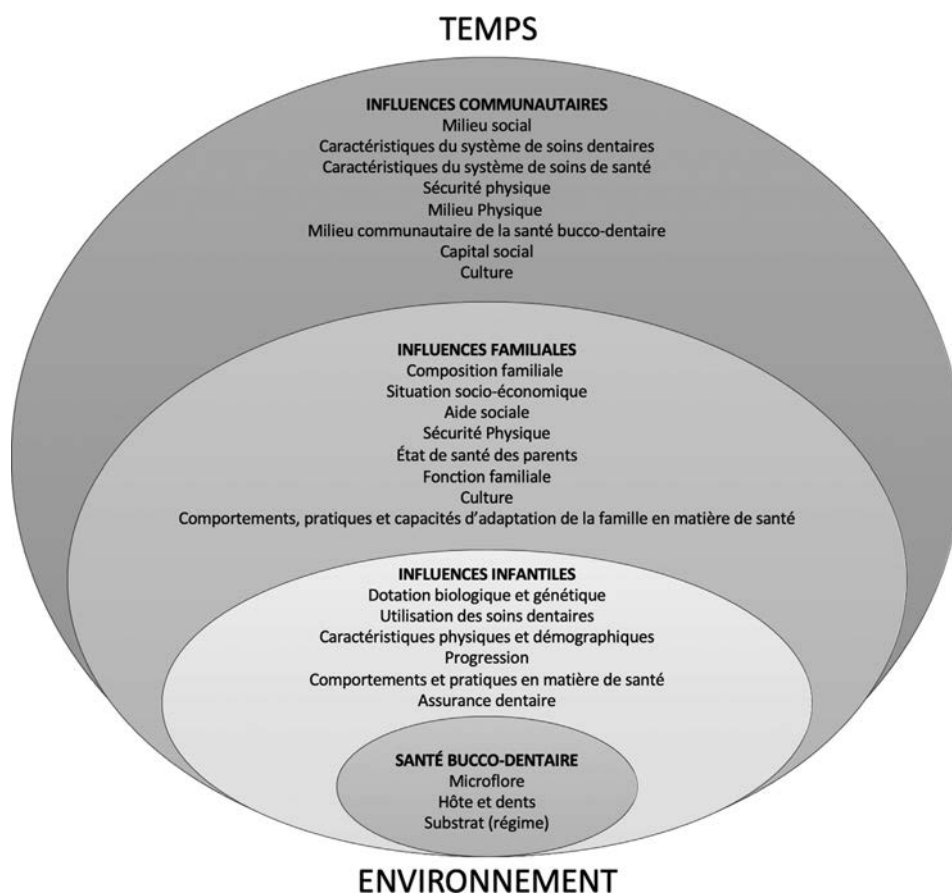 TEMPS
INFLUENCES COMMUNAUTAIRES
Milieu social
Caractéristiques du système de soins dentaires
Caractéristiques du système de soins de santé
Sécurité physique
Milieu Physique
Milieu communautaire de la santé bucco-dentaire
Capital social
Culture
INFLUENCES FAMILIALES
Composition familiale
Situation socio-économique
Aide sociale
Sécurité Physique
État de santé des parents
Fonction familiale
Culture
Comportements, pratiques et capacités d’adaptation de la famille en matière de santé
INFLUENCES INFANTILES
Dotation biologique et génétique
Utilisation des soins dentaires
Caractéristiques physiques et démographiques
Progression
Comportements et pratiques en matière de santé
Assurance dentaire
SANTÉ BUCCO-DENTAIRE
Microflore
Hôte et dents
Substrat (régime)
ENVIRONNEMENT